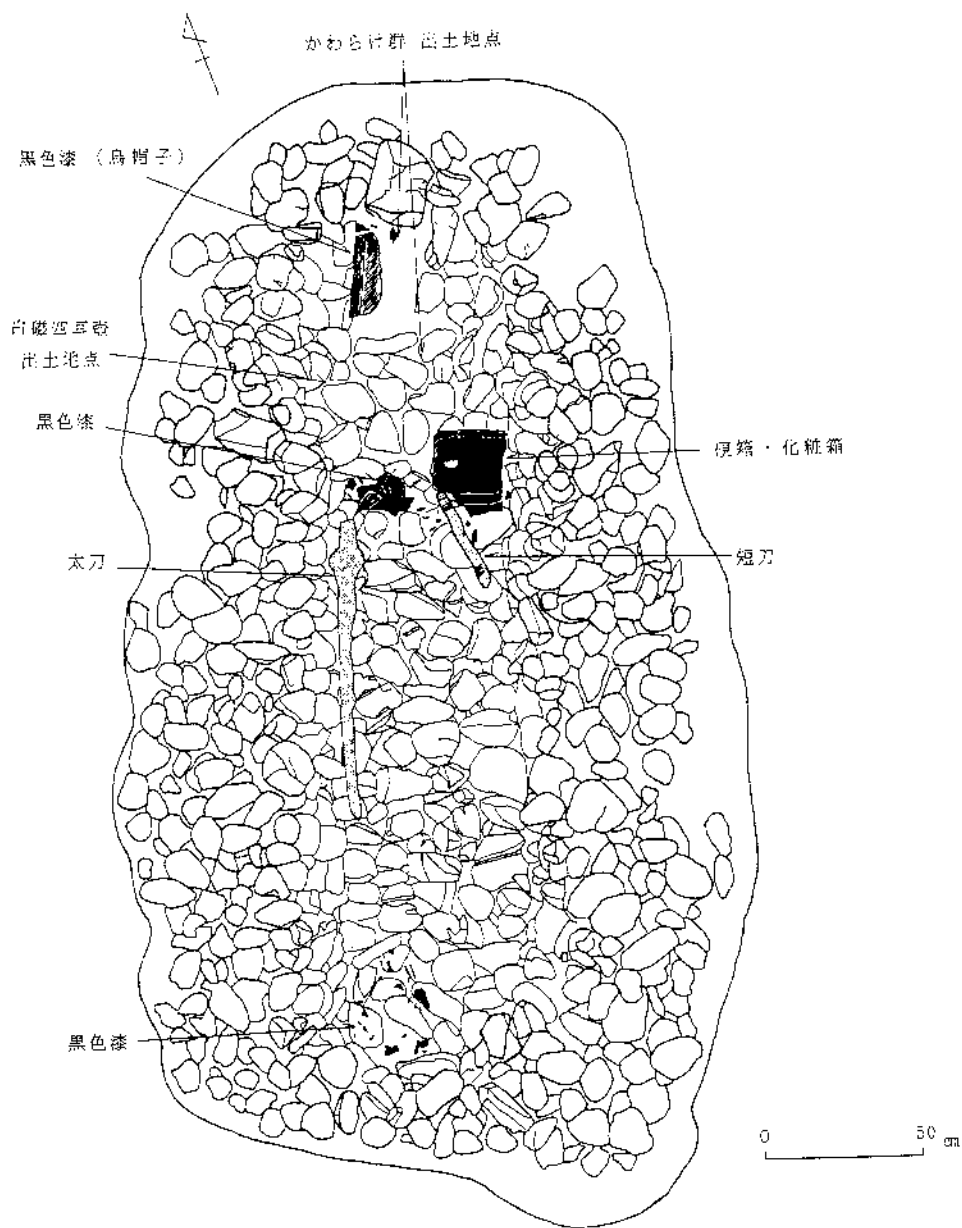 かわらけ群 出土地点
黒色漆 (烏帽子)
白磁四耳壺
出土地点
黒色漆
硯箱・化粧箱
太刀
短刀
黒色漆
0 50 cm